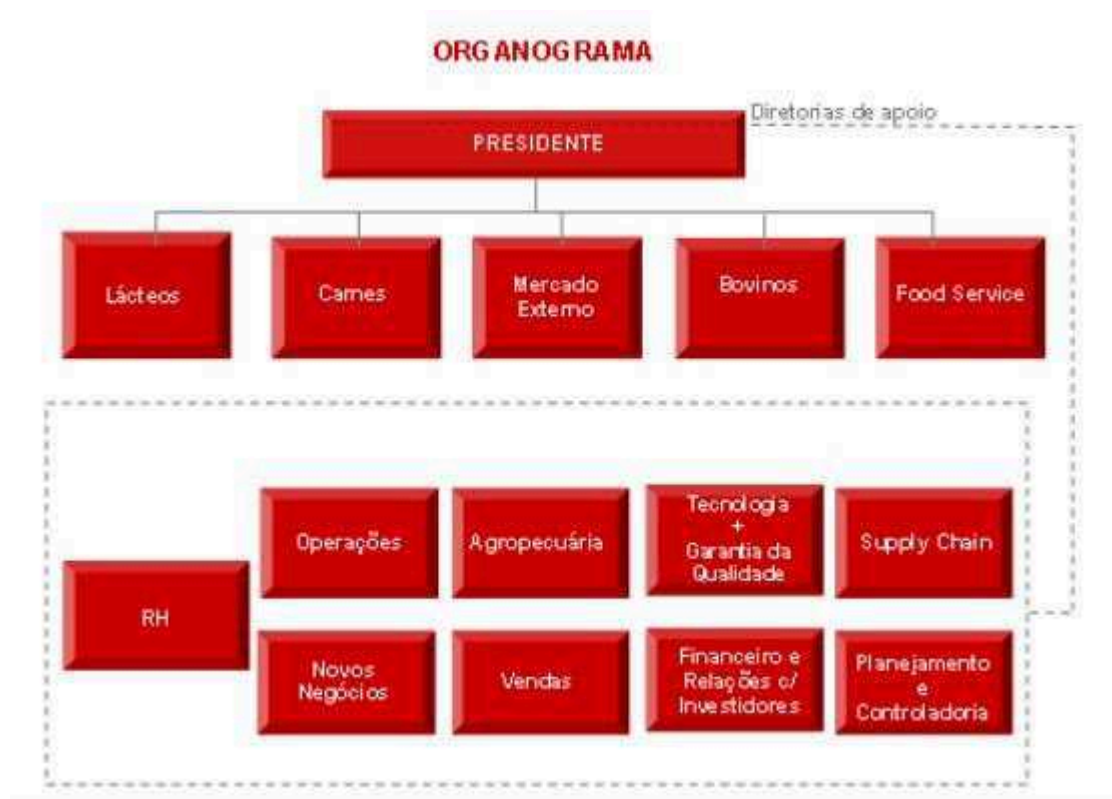 ORGANOGRAMA
Diretorias de apoio
PRESIDENTE
Lácteos
Carnes
Mercado
Externo
Bovinos
Food Service
Operações
Agropecuária
Tecnologia
+
Garantia da
Qualidade
Supply Chain
RH
Novos
Negócios
Vendas
Financeiro e
Relações c/
Investidores
Planejamento
e
Controladoria